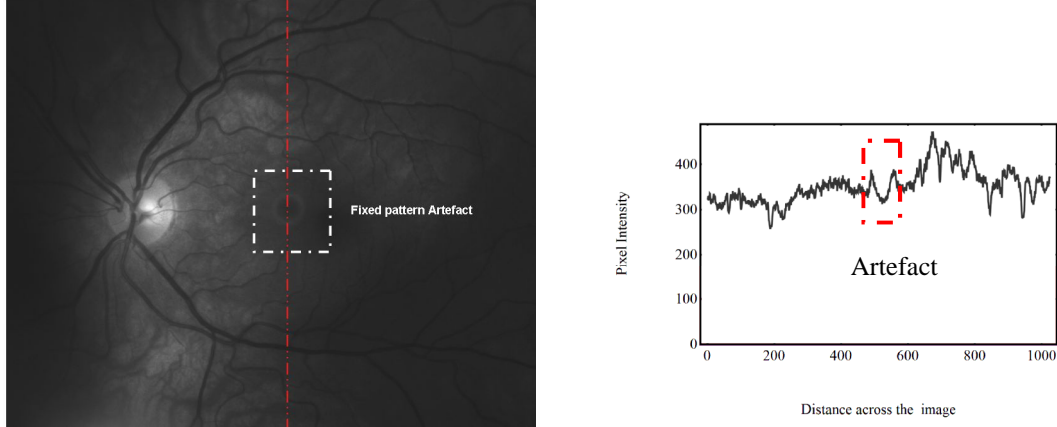 Fixed pattern Artefact
Pixel Intensity
400
300
200
100
0
Artefact
0 200 400 600 800 1000
Distance across the image